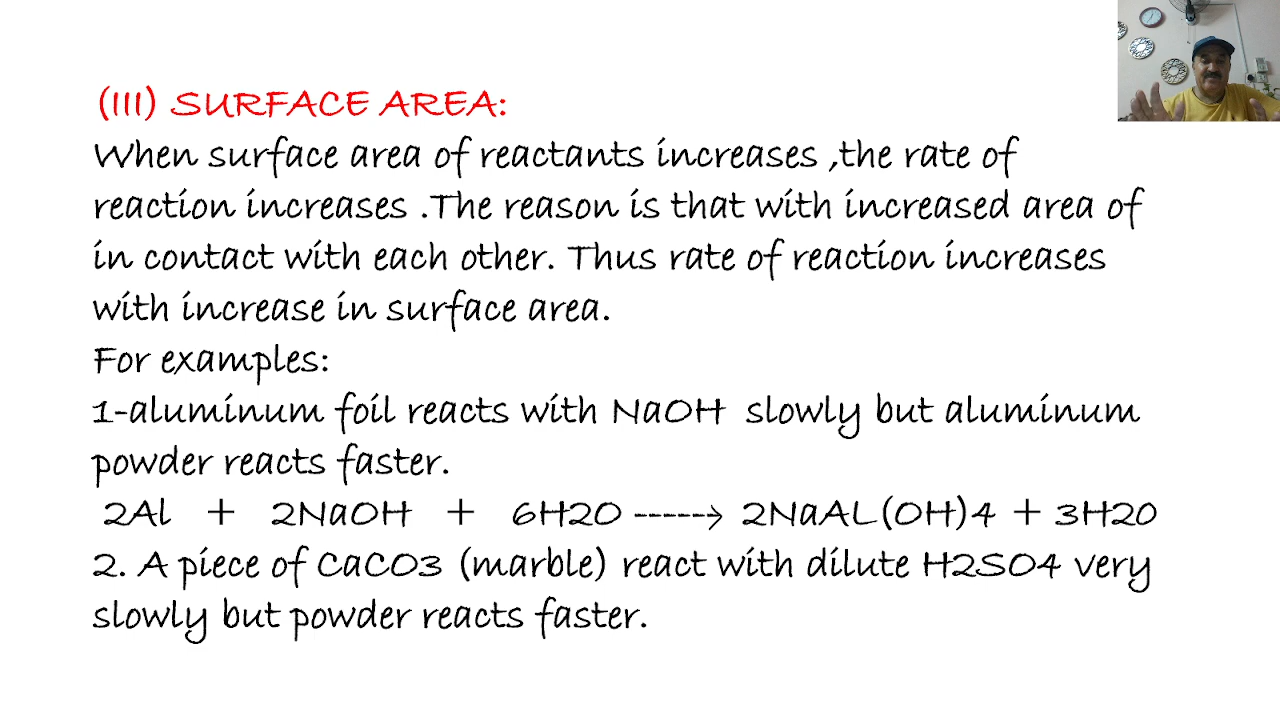 (III) SURFACE AREA:
When surface area of reactants increases ,the rate of
reaction increases .The reason is that with increased area of
in contact with each other. Thus rate of reaction increases
with increase in surface area.
For examples:
1-aluminum foil reacts with NaOH slowly but aluminum
powder reacts faster.
2Al + 2NaOH + 6H2O -----> 2NaAL(OH)4 + 3H2O
2. A piece of CaCO3 (marble) react with dilute H2SO4 very
slowly but powder reacts faster.